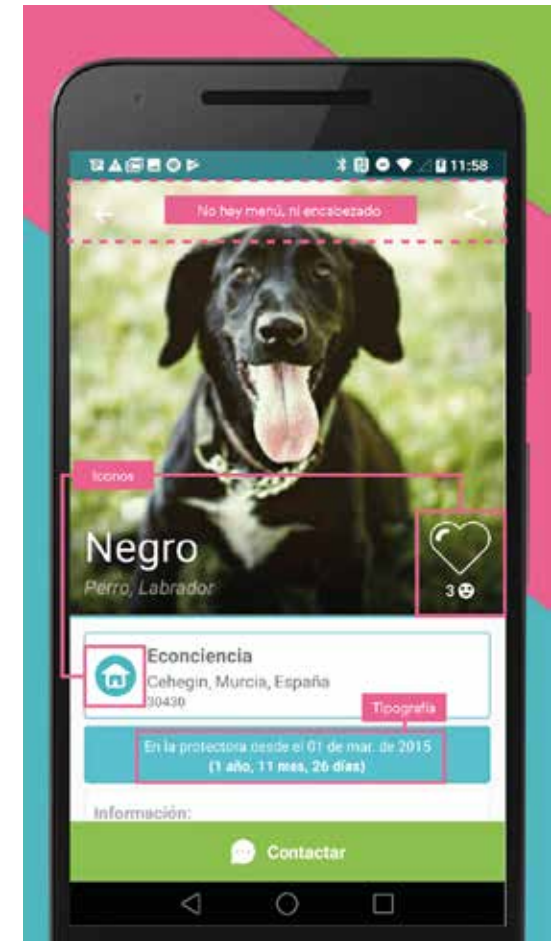 11:58
No hay menú, ni encabezado
Iconos
Negro
Perro, Labrador
3
Econciencia
Cehegin, Murcia, España
30430
Tipografía
En la protectora desde el 01 de mar. de 2015
(1 año, 11 mes, 26 días)
Información:
Contactar